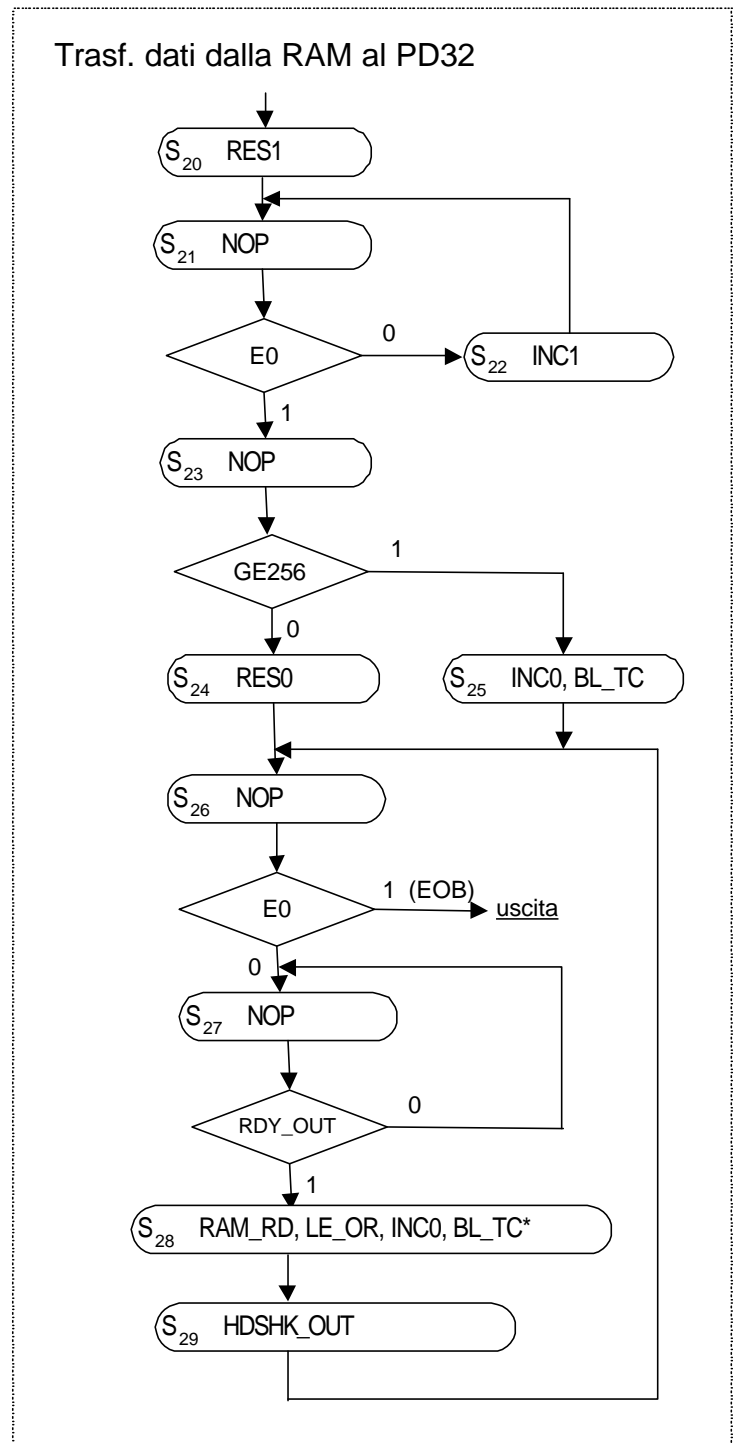 Trasf. dati dalla RAM al PD32
S20 RES1
S21 NOP
E0
0
S22 INC1
1
S23 NOP
GE256
1
0
S24 RES0
S25 INC0, BL_TC
S26 NOP
E0
1 (EOB)
uscita
0
S27 NOP
RDY_OUT
0
1
S28 RAM_RD, LE_OR, INC0, BL_TC*
S29 HDSHK_OUT